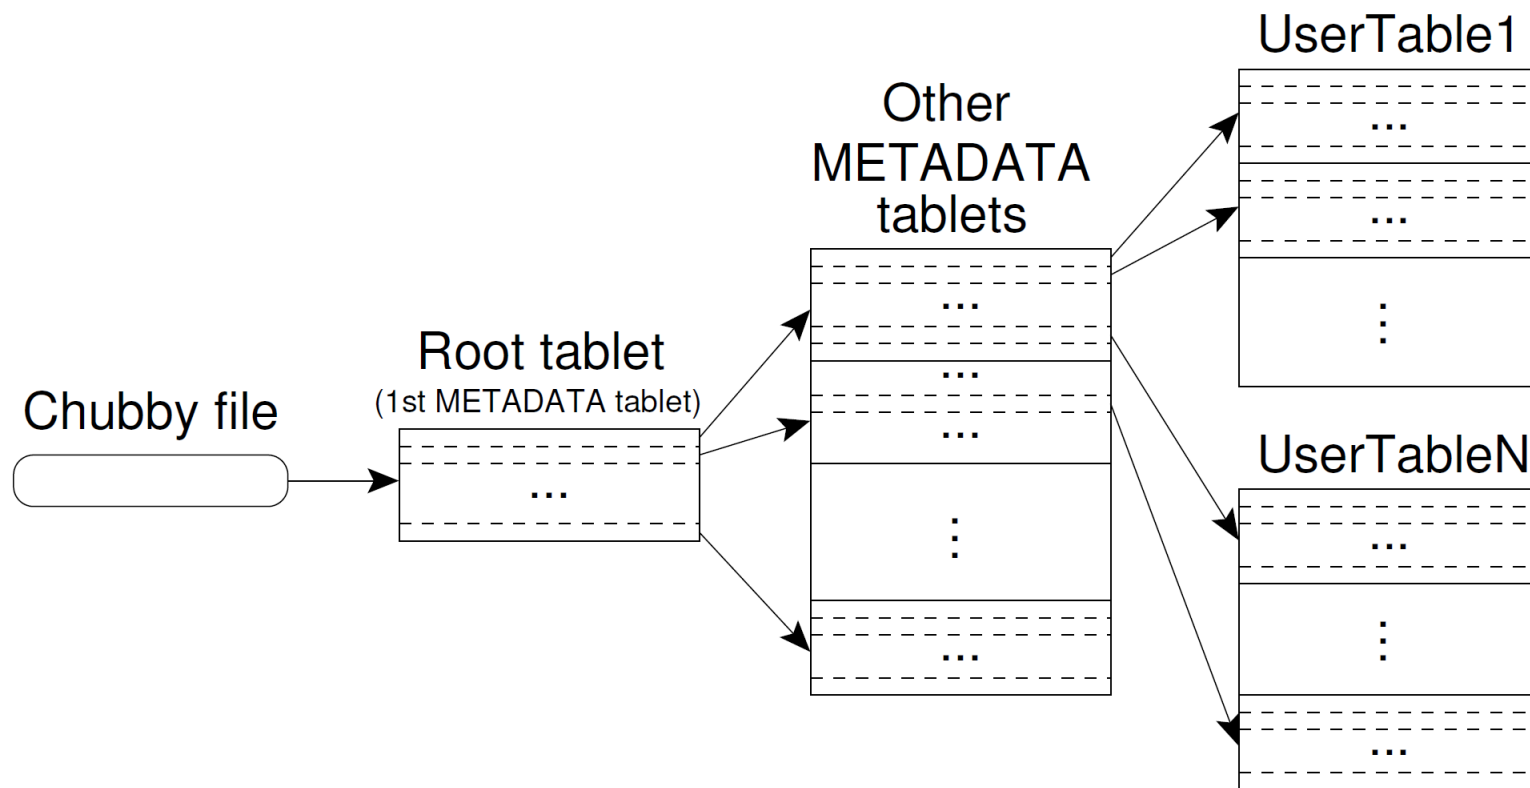 Chubby file
Root tablet
(1st METADATA tablet)
...
Other
METADATA
tablets
...
...
...
...
...
UserTable1
...
...
...
UserTableN
...
...
...